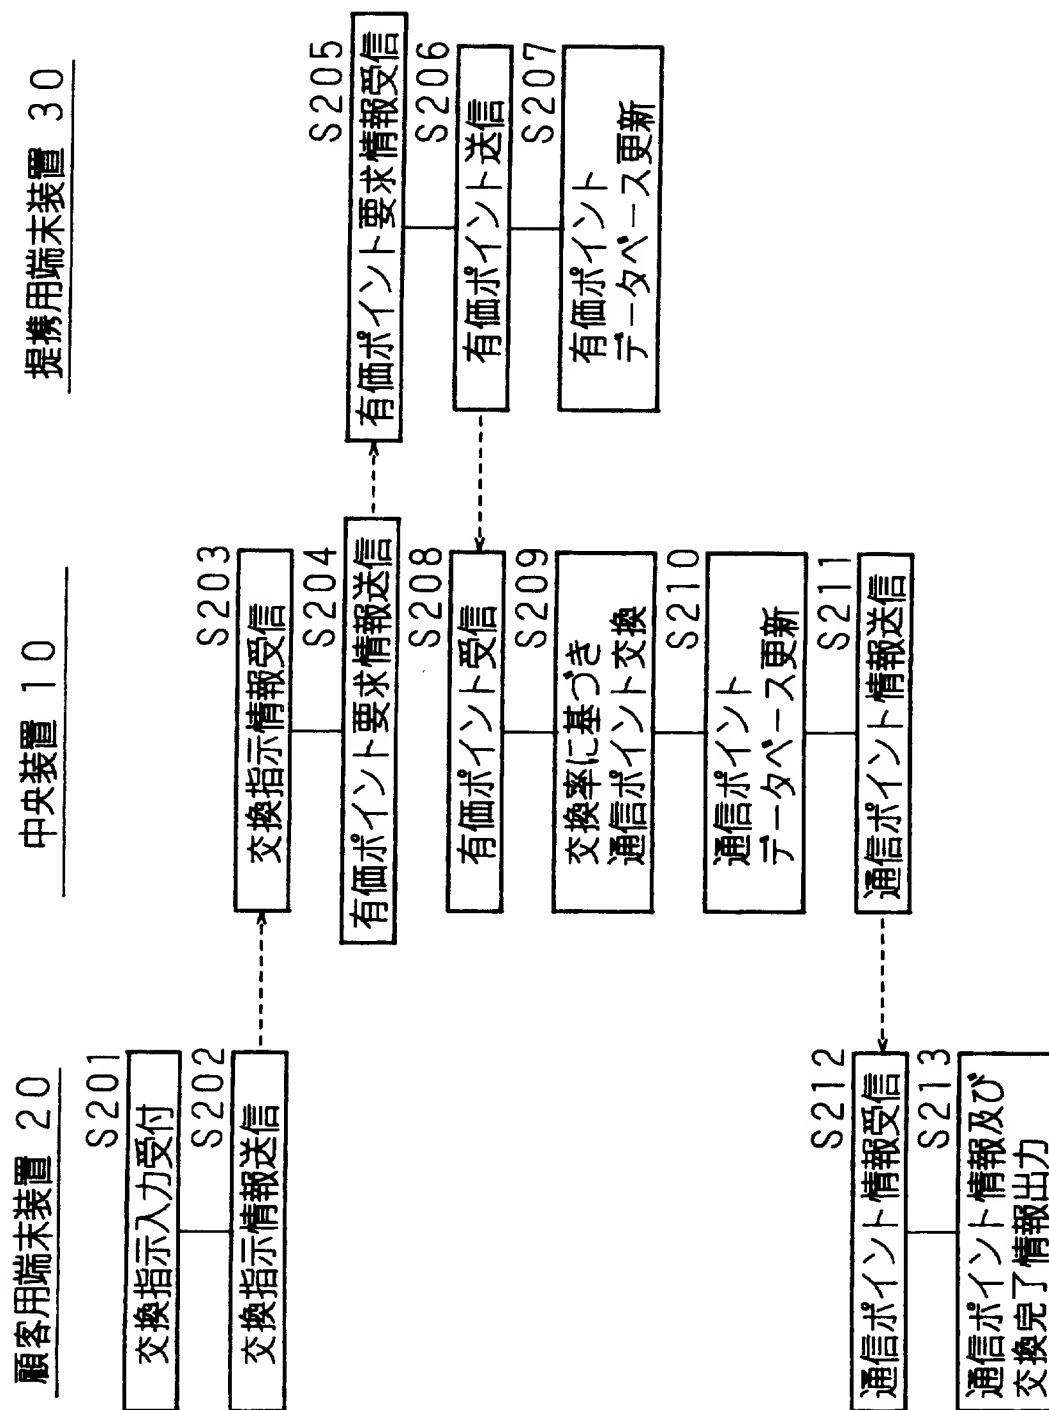 顧客用端末装置 20
S201
交換指示入力受付
S202
交換指示情報送信
S212
通信ポイント情報受信
S213
通信ポイント情報及び
交換完了情報出力
中央装置 10
S203
交換指示情報受信
S204
有価ポイント要求情報送信
S208
有価ポイント受信
S209
交換率に基づき
通信ポイント交換
S210
通信ポイント
データベース更新
S211
通信ポイント情報送信
提携用端末装置 30
S205
有価ポイント要求情報受信
S206
有価ポイント送信
S207
有価ポイント
データベース更新